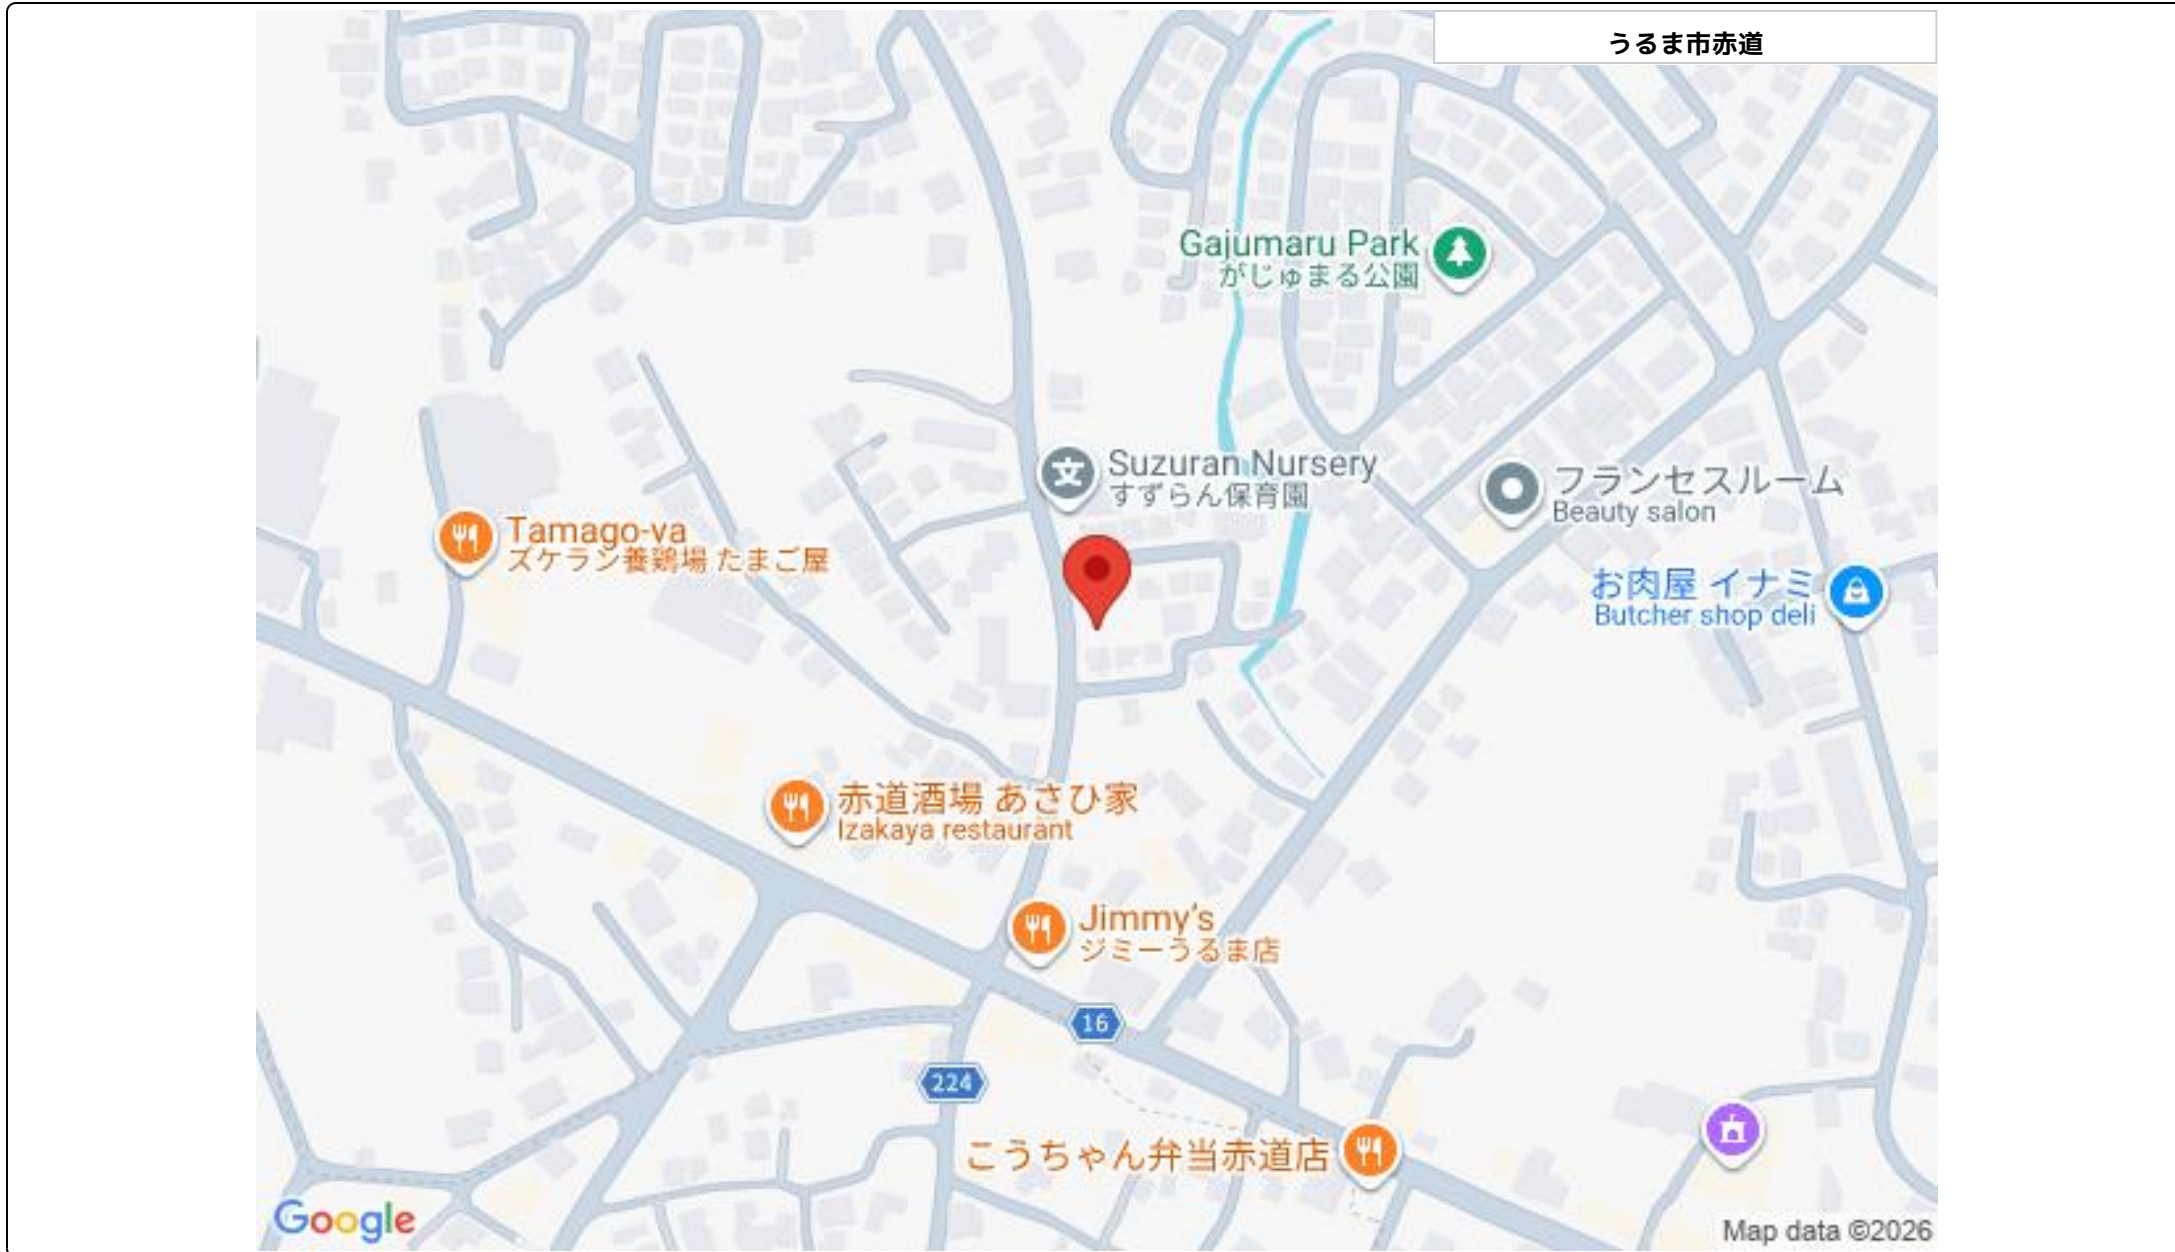 うるま市赤道
Gajumaru Park
がじゅまる公園
Suzuran Nursery
すずらん保育園
フランセスルーム
Beauty salon
Tamago-ya
ズケラン養鶏場 たまご屋
お肉屋 イナミ
Butcher shop deli
赤道酒場 あさひ家
Izakaya restaurant
Jimmy's
ジミーうるま店
16
224
こうちゃん弁当赤道店
Google
Map data ©2026